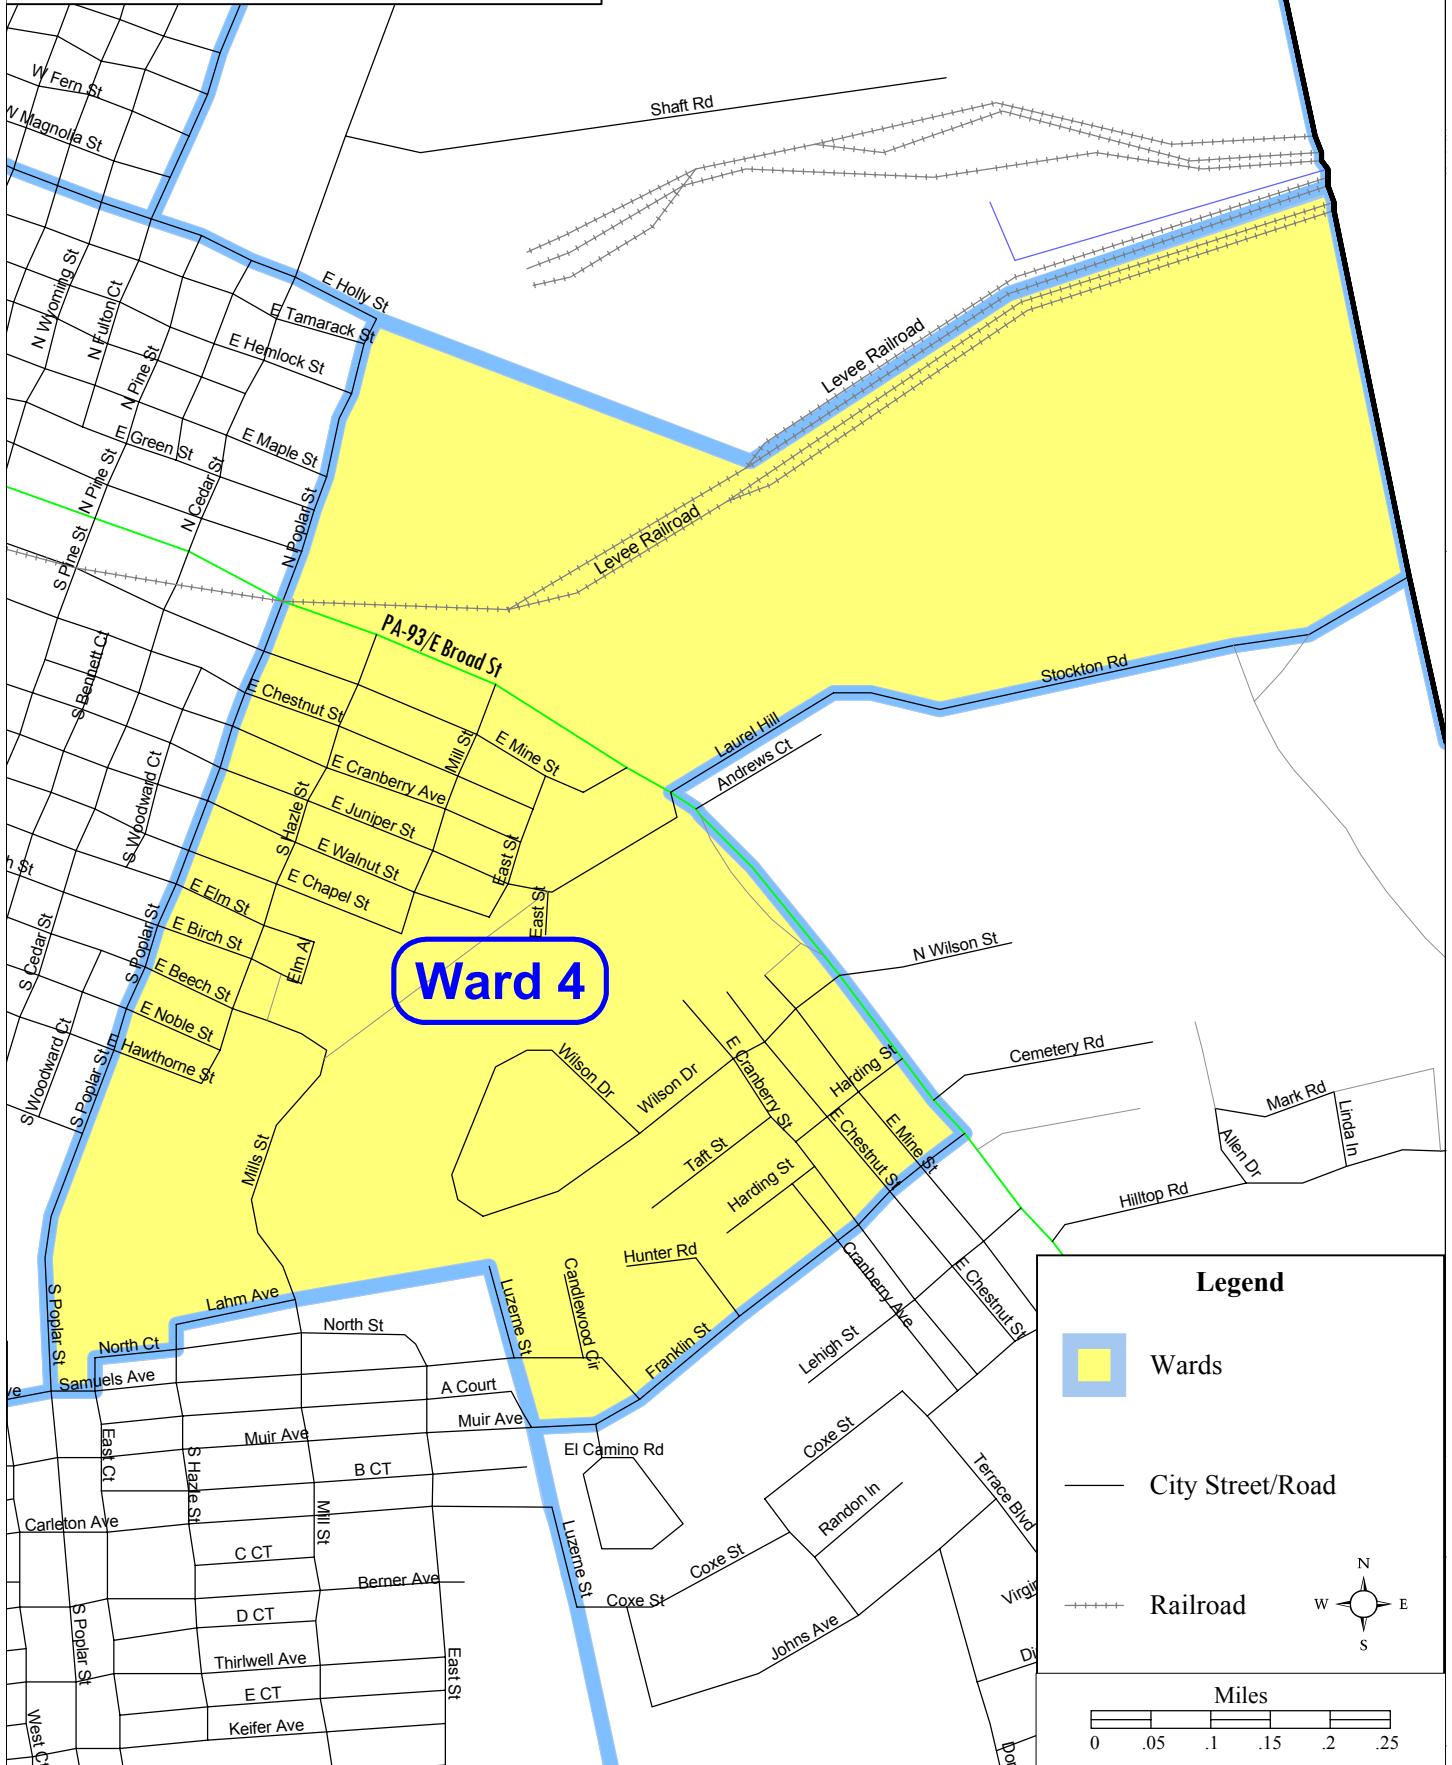 W Fern St
W Magnolia St
Shaft Rd
N Wyoming St
N Fulton Ct
N Pine St
E Holly St
E Tamarack St
E Hemlock St
E Green St
E Maple St
N Pine St
N Cedar St
N Poplar St
S Pine St
Levee Railroad
Levee Railroad
PA-93/E Broad St
S Bennett Ct
E Chestnut St
Stockton Rd
Laurel Hill
Andrews Ct
Mill St
E Mine St
E Cranberry Ave
S Woodward Ct
S Hazle St
E Juniper St
E Walnut St
East St
E Chapel St
h St
E Elm St
East St
S Poplar St
E Birch St
Elm Al
S Cedar St
E Beech St
Ward 4
N Wilson St
E Noble St
E Hawthorne St
S Woodward Ct
S Poplar St
Wilson Dr
Wilson Dr
E Cranberry St
Harding St
Cemetery Rd
Mark Rd
Linda ln
Allen Dr
Hilltop Rd
Mills St
Taft St
E Chestnut St
E Mine St
Harding St
Hunter Rd
Cranberry Ave
E Chestnut St
Candlewood Cir
Luzerne St
Lahm Ave
North St
North Ct
S Poplar St
Samuels Ave
ve
Franklin St
Lehigh St
A Court
Muir Ave
Muir Ave
East Ct
S Hazle St
B CT
El Camino Rd
Coxe St
Terrace Blvd
Randon ln
Carleton Ave
Mill St
C CT
Luzerne St
Coxe St
Coxe St
Berner Ave
D CT
S Poplar St
Johns Ave
Thirlwell Ave
East St
E CT
Keifer Ave
West Ct
Virgin
Di
Dor
Legend
Wards
City Street/Road
Railroad
N
W E
S
Miles
0 .05 .1 .15 .2 .25